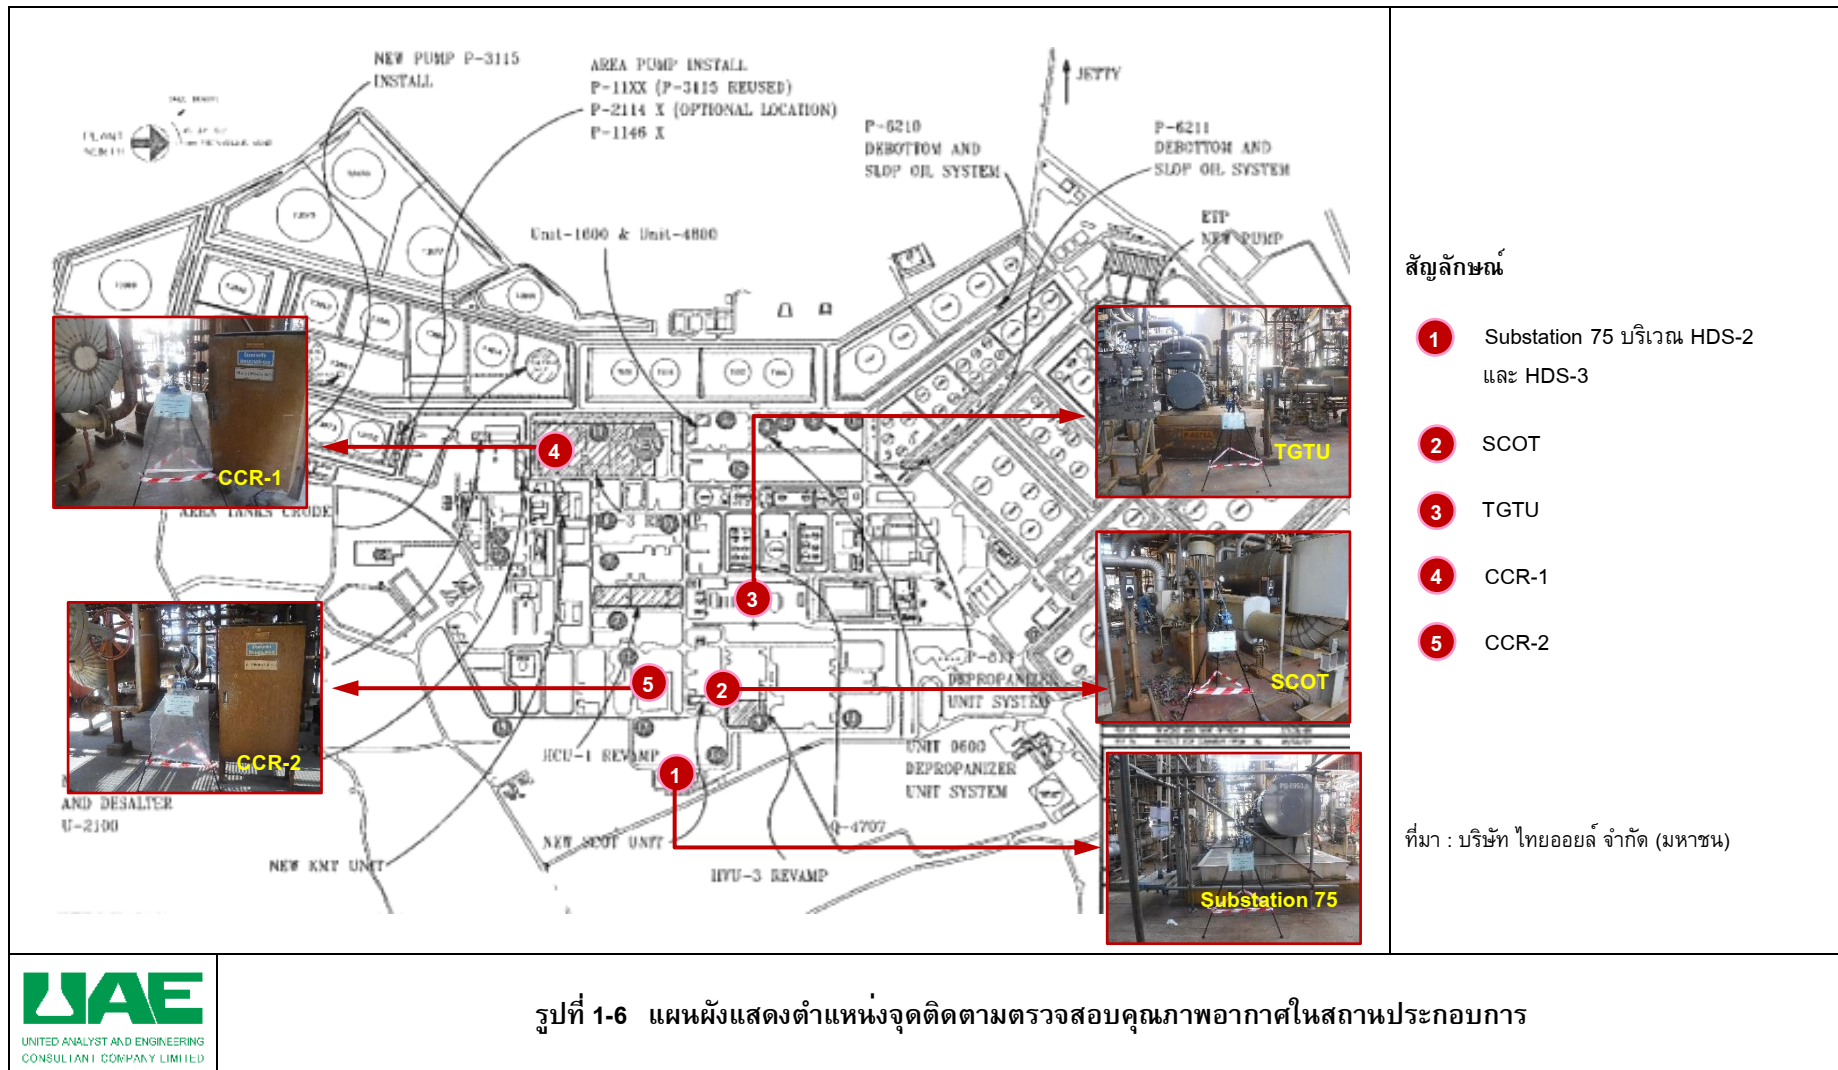 NEW PUMP P-3115
INSTALL
AREA PUMP INSTALL
P-11XX (P-3115 REUSED)
P-2114 X (OPTIONAL LOCATION)
P-1146 X
JETTY
PLANT
NORTH
P-6210
DEBOTTOM AND
SLOP OIL SYSTEM
P-6211
DEBOTTOM AND
SLOP OIL SYSTEM
ETP
NEW PUMP
Unit-1600 & Unit-4800
CCR-1
TGTU
AREA TANKS CRUDE
4
3
SCOT
5
2
DEPROPANIZER
UNIT SYSTEM
CCR-2
HCU-1 REVAMP
1
UNIT 0600
DEPROPANIZER
UNIT SYSTEM
AND DESALTER
U-2100
NEW KMT UNIT
NEW SCOT UNIT
Q-4707
HVU-3 REVAMP
Substation 75
สัญลักษณ์
1 Substation 75 บริเวณ HDS-2
และ HDS-3
2 SCOT
3 TGTU
4 CCR-1
5 CCR-2
ที่มา : บริษัท ไทยออยล์ จำกัด (มหาชน)
UAE
UNITED ANALYST AND ENGINEERING
CONSULTANT COMPANY LIMITED
รูปที่ 1-6 แผนผังแสดงตำแหน่งจุดติดตามตรวจสอบคุณภาพอากาศในสถานประกอบการ